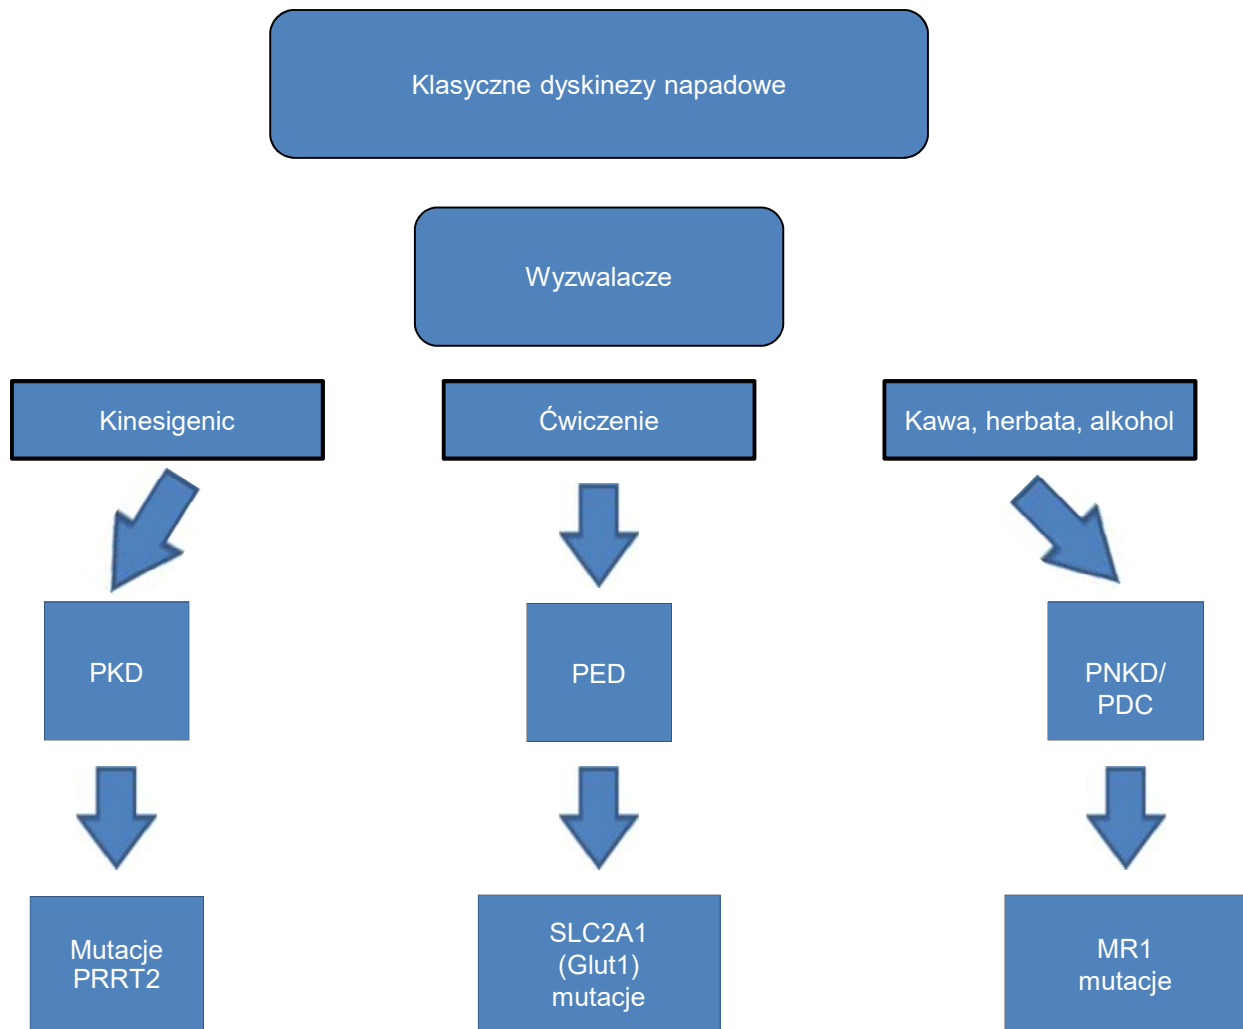 Klasyczne dyskinezy napadowe
Wyzwalacze
Kinesigenic
Ćwiczenie
Kawa, herbata, alkohol
PKD
PED
PNKD/
PDC
Mutacje
PRRT2
SLC2A1
(Glut1)
mutacje
MR1
mutacje